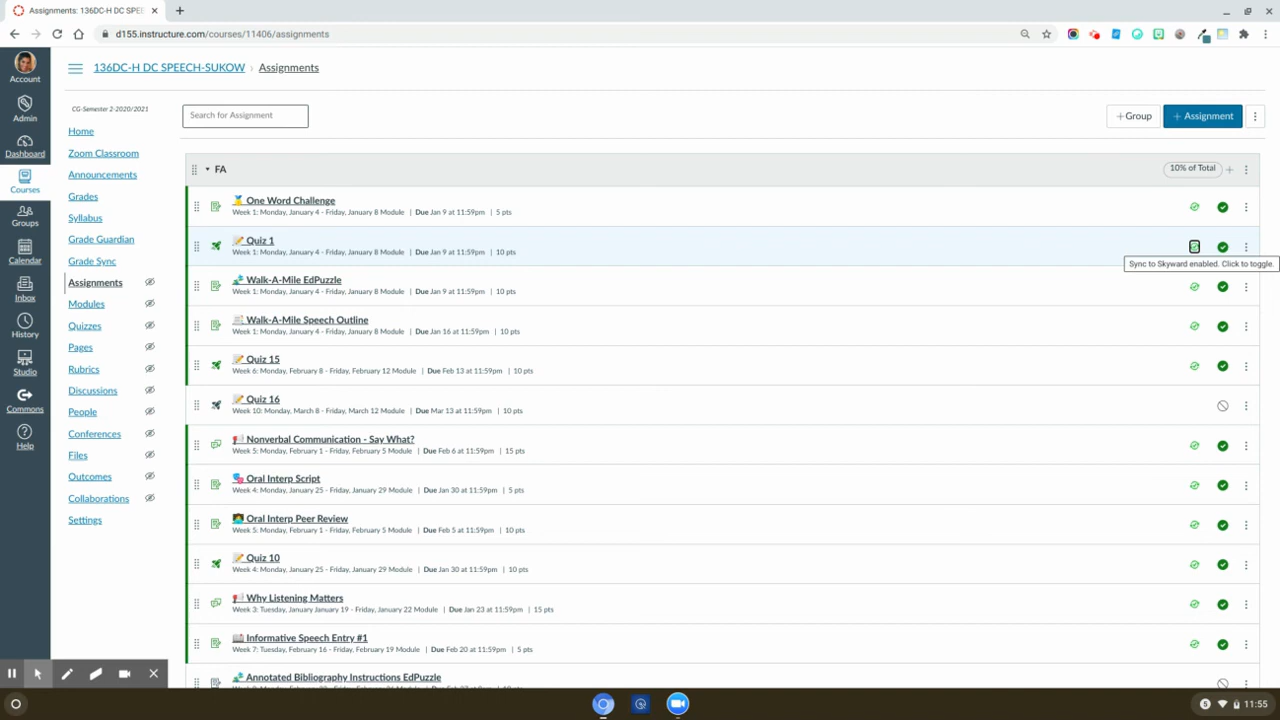 Assignments: 136DC-H DC SPEE
d155.instructure.com/courses/11406/assignments
Account
Admin
Dashboard
Courses
Groups
Calendar
Inbox
History
Studio
Commons
Help
136DC-H DC SPEECH-SUKOW › Assignments
CG-Semester 2-2020/2021
Home
Zoom Classroom
Announcements
Grades
Syllabus
Grade Guardian
Grade Sync
Assignments
Modules
Quizzes
Pages
Rubrics
Discussions
People
Conferences
Files
Outcomes
Collaborations
Settings
Search for Assignment
+ Group
+ Assignment
FA
10% of Total
One Word Challenge
Week 1: Monday, January 4 - Friday, January 8 Module | Due Jan 9 at 11:59pm | 5 pts
Quiz 1
Week 1: Monday, January 4 - Friday, January 8 Module | Due Jan 9 at 11:59pm | 10 pts
Sync to Skyward enabled. Click to toggle.
Walk-A-Mile EdPuzzle
Week 1: Monday, January 4 - Friday, January 8 Module | Due Jan 9 at 11:59pm | 10 pts
Walk-A-Mile Speech Outline
Week 1: Monday, January 4 - Friday, January 8 Module | Due Jan 16 at 11:59pm | 10 pts
Quiz 15
Week 6: Monday, February 8 - Friday, February 12 Module | Due Feb 13 at 11:59pm | 10 pts
Quiz 16
Week 10: Monday, March 8 - Friday, March 12 Module | Due Mar 13 at 11:59pm | 10 pts
Nonverbal Communication - Say What?
Week 5: Monday, February 1 - Friday, February 5 Module | Due Feb 6 at 11:59pm | 15 pts
Oral Interp Script
Week 4: Monday, January 25 - Friday, January 29 Module | Due Jan 30 at 11:59pm | 5 pts
Oral Interp Peer Review
Week 5: Monday, February 1 - Friday, February 5 Module | Due Feb 5 at 11:59pm | 10 pts
Quiz 10
Week 4: Monday, January 25 - Friday, January 29 Module | Due Jan 30 at 11:59pm | 10 pts
Why Listening Matters
Week 3: Tuesday, January January 19 - Friday, January 22 Module | Due Jan 23 at 11:59pm | 15 pts
Informative Speech Entry #1
Week 7: Tuesday, February 16 - Friday, February 19 Module | Due Feb 20 at 11:59pm | 5 pts
Annotated Bibliography Instructions EdPuzzle
5
11:55